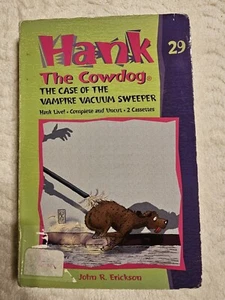 Hank
29
The Cowdog®
THE CASE OF THE
VAMPIRE VACUUM SWEEPER
Hank Live! • Complete and Uncut • 2 Cassettes
John R. Erickson